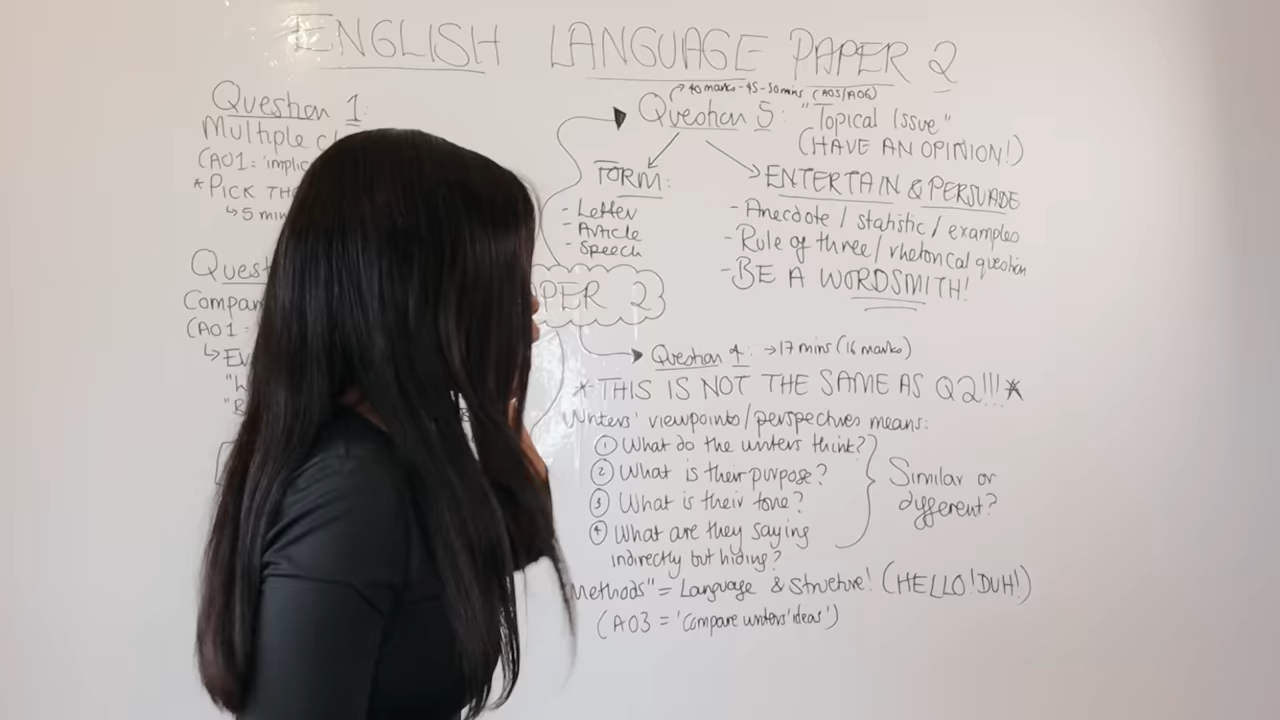 ENGLISH LANGUAGE PAPER 2
Question 1:
Multiple
(AO1: 'implic
*PICK TH
↳5 min
Quest
Compar
(AO1
↳Ev
PER 2
→40 marks - 45-50mins (AO5/AO6)
Question 5: "Topical Issue"
(HAVE AN OPINION!)
FORM:
- Letter
- Article
- Speech
ENTERTAIN & PERSUADE
- Anecdote / statistic / examples
- Rule of three / rhetorical question
- BE A WORDSMITH!
Question 4: →17 mins (16 marks)
*THIS IS NOT THE SAME AS Q2!!!*
Writers' viewpoints/perspectives means:
① What do the writers think?
② What is their purpose?
③ What is their tone?
④ What are they saying
indirectly but hiding?
Similar or
different?
Methods" = Language & Structure! (HELLO! DUH!)
(AO3 = 'compare writers' ideas')